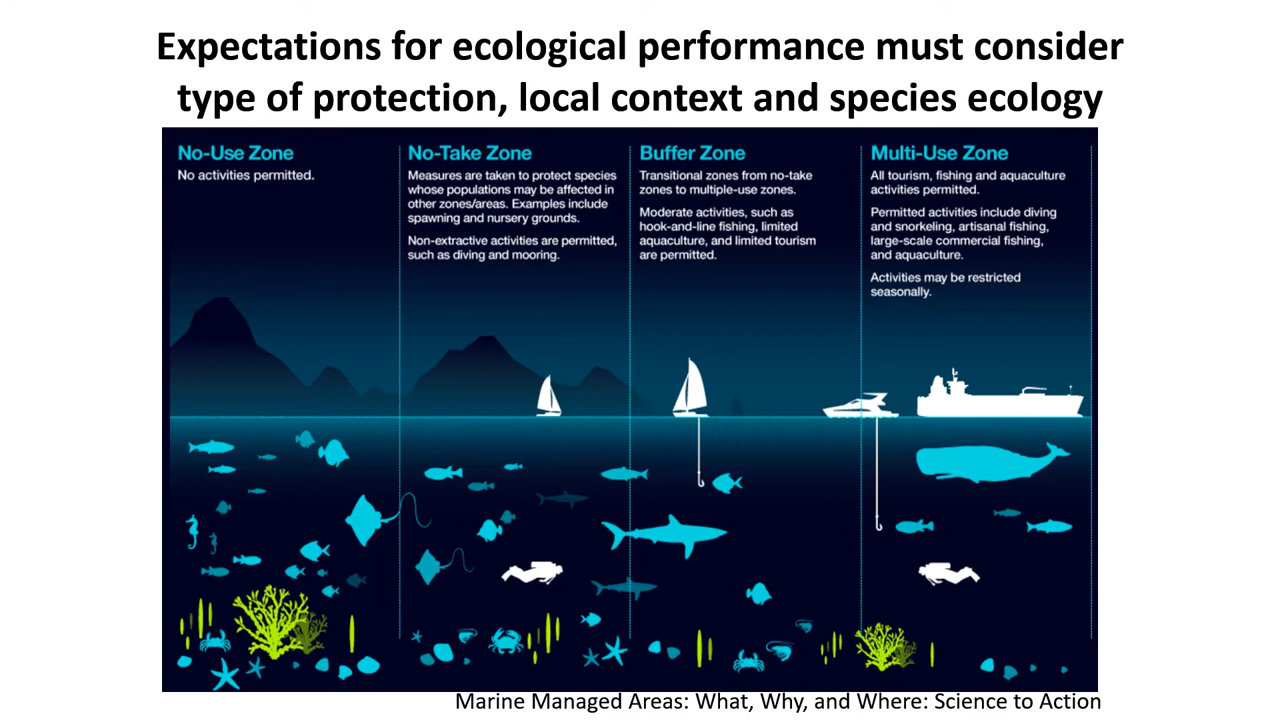 Expectations for ecological performance must consider
type of protection, local context and species ecology
No-Use Zone
No activities permitted.
No-Take Zone
Measures are taken to protect species
whose populations may be affected in
other zones/areas. Examples include
spawning and nursery grounds.
Non-extractive activities are permitted,
such as diving and mooring.
Buffer Zone
Transitional zones from no-take
zones to multiple-use zones.
Moderate activities, such as
hook-and-line fishing, limited
aquaculture, and limited tourism
are permitted.
Multi-Use Zone
All tourism, fishing and aquaculture
activities permitted.
Permitted activities include diving
and snorkeling, artisanal fishing,
large-scale commercial fishing,
and aquaculture.
Activities may be restricted
seasonally.
Marine Managed Areas: What, Why, and Where: Science to Action